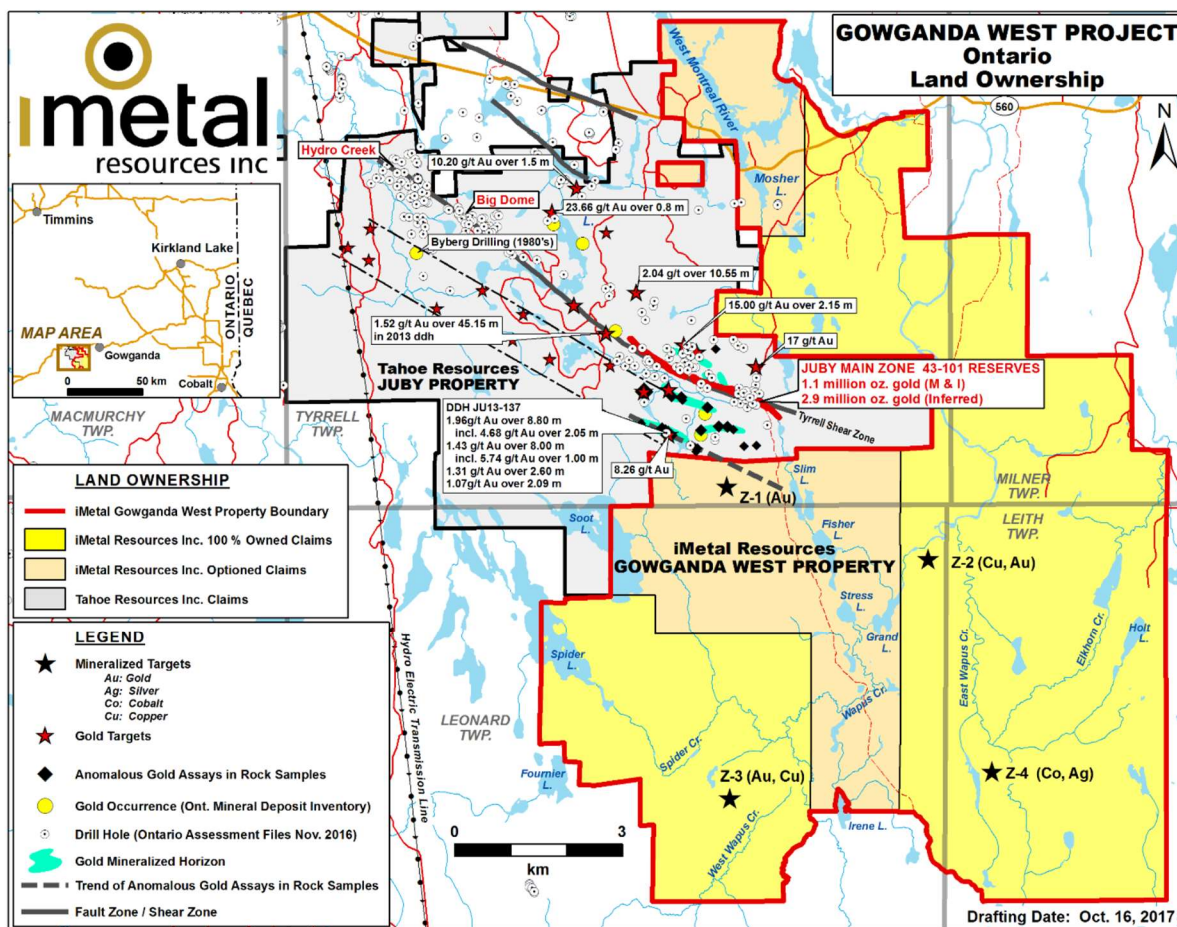 imetal
resources inc
GOWGANDA WEST PROJECT
Ontario
Land Ownership
560
N
West Montreal River
Mosher
L.
Hydro Creek
10.20 g/t Au over 1.5 m
Big Dome
23.66 g/t Au over 0.8 m
L.
Byberg Drilling (1980's)
2.04 g/t over 10.55 m
15.00 g/t Au over 2.15 m
1.52 g/t Au over 45.15 m
in 2013 ddh
17 g/t Au
Tahoe Resources
JUBY PROPERTY
JUBY MAIN ZONE 43-101 RESERVES
1.1 million oz. gold (M & I)
2.9 million oz. gold (Inferred)
Tyrrell Shear Zone
DDH JU13-137
1.96g/t Au over 8.80 m
incl. 4.68 g/t Au over 2.05 m
1.43 g/t Au over 8.00 m
incl. 5.74 g/t Au over 1.00 m
1.31 g/t Au over 2.60 m
1.07g/t Au over 2.09 m
8.26 g/t Au
Timmins
Kirkland Lake
ONTARIO
QUEBEC
MAP AREA
Gowganda
0 50 km
Cobalt
MACMURCHY
TWP.
TYRRELL
TWP.
Slim
L.
Z-1 (Au)
MILNER
TWP.
LEITH
TWP.
Soot
L.
Fisher
L.
iMetal Resources
GOWGANDA WEST PROPERTY
Z-2 (Cu, Au)
Stress
L.
Grand
L.
Elkhorn Cr.
Holt
L.
East Wapus Cr.
Spider
L.
Wapus Cr.
LEONARD
TWP.
Spider Cr.
Fournier
L.
Z-3 (Au, Cu)
Z-4 (Co, Ag)
Irene L.
West Wapus Cr.
Hydro Electric Transmission Line
0 3
km
LAND OWNERSHIP
iMetal Gowganda West Property Boundary
iMetal Resources Inc. 100 % Owned Claims
iMetal Resources Inc. Optioned Claims
Tahoe Resources Inc. Claims
LEGEND
Mineralized Targets
Au: Gold
Ag: Silver
Co: Cobalt
Cu: Copper
Gold Targets
Anomalous Gold Assays in Rock Samples
Gold Occurrence (Ont. Mineral Deposit Inventory)
Drill Hole (Ontario Assessment Files Nov. 2016)
Gold Mineralized Horizon
Trend of Anomalous Gold Assays in Rock Samples
Fault Zone / Shear Zone
Drafting Date: Oct. 16, 2017